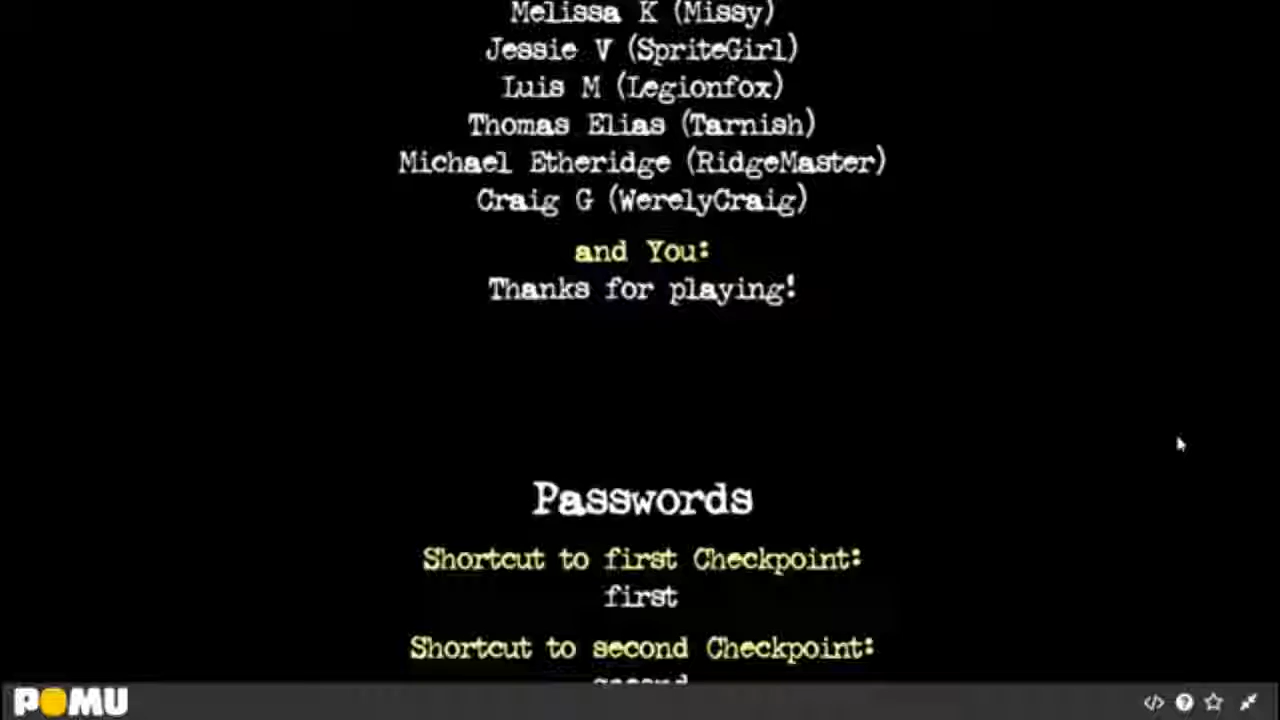 Melissa K (Missy)
Jessie V (SpriteGirl)
Luis M (Legionfox)
Thomas Elias (Tarnish)
Michael Etheridge (RidgeMaster)
Craig G (WerelyCraig)
and You:
Thanks for playing!
Passwords
Shortcut to first Checkpoint:
first
Shortcut to second Checkpoint:
second
POMU